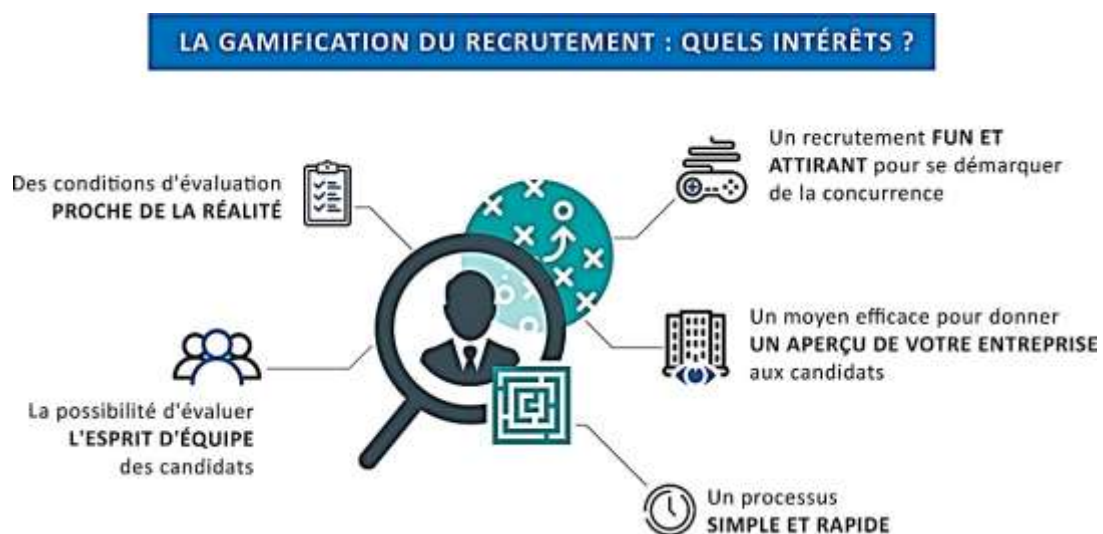 LA GAMIFICATION DU RECRUTEMENT : QUELS INTÉRÊTS ?
Des conditions d'évaluation
PROCHE DE LA RÉALITÉ
Un recrutement FUN ET
ATTIRANT pour se démarquer
de la concurrence
La possibilité d'évaluer
L'ESPRIT D'ÉQUIPE
des candidats
Un moyen efficace pour donner
UN APERÇU DE VOTRE ENTREPRISE
aux candidats
Un processus
SIMPLE ET RAPIDE